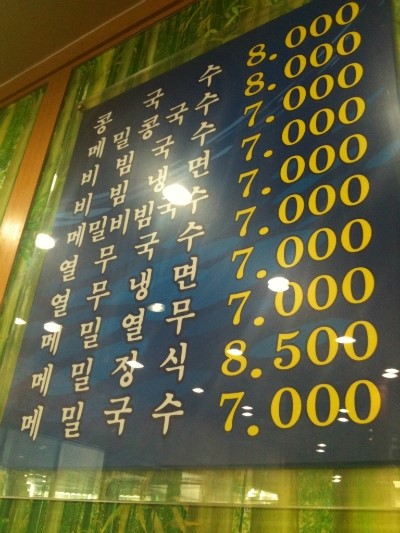 콩국수 8.000
메밀콩국수 8.000
비빔국수 7.000
비빔냉면 7.000
메밀비빔국수 7.000
열무국수 7.000
열무냉면 7.000
메밀열무 7.000
메밀정식 8.500
메밀국수 7.000